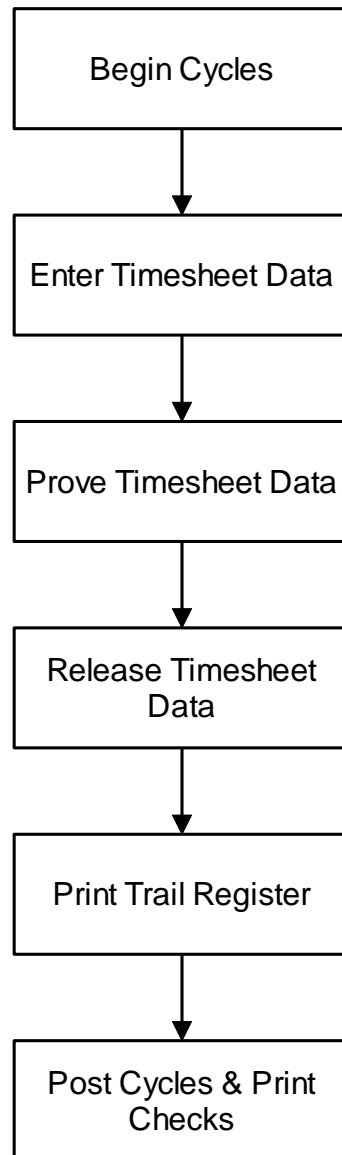 Begin Cycles
Enter Timesheet Data
Prove Timesheet Data
Release Timesheet
Data
Print Trail Register
Post Cycles & Print
Checks